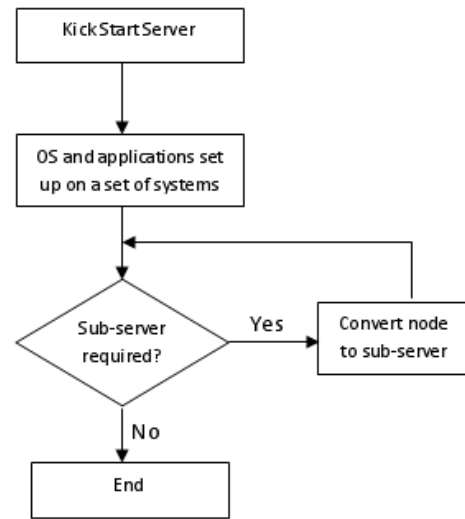 KickStartServer
OS and applications set
up on a set of systems
Sub-server
required?
Yes
Convert node
to sub-server
No
End